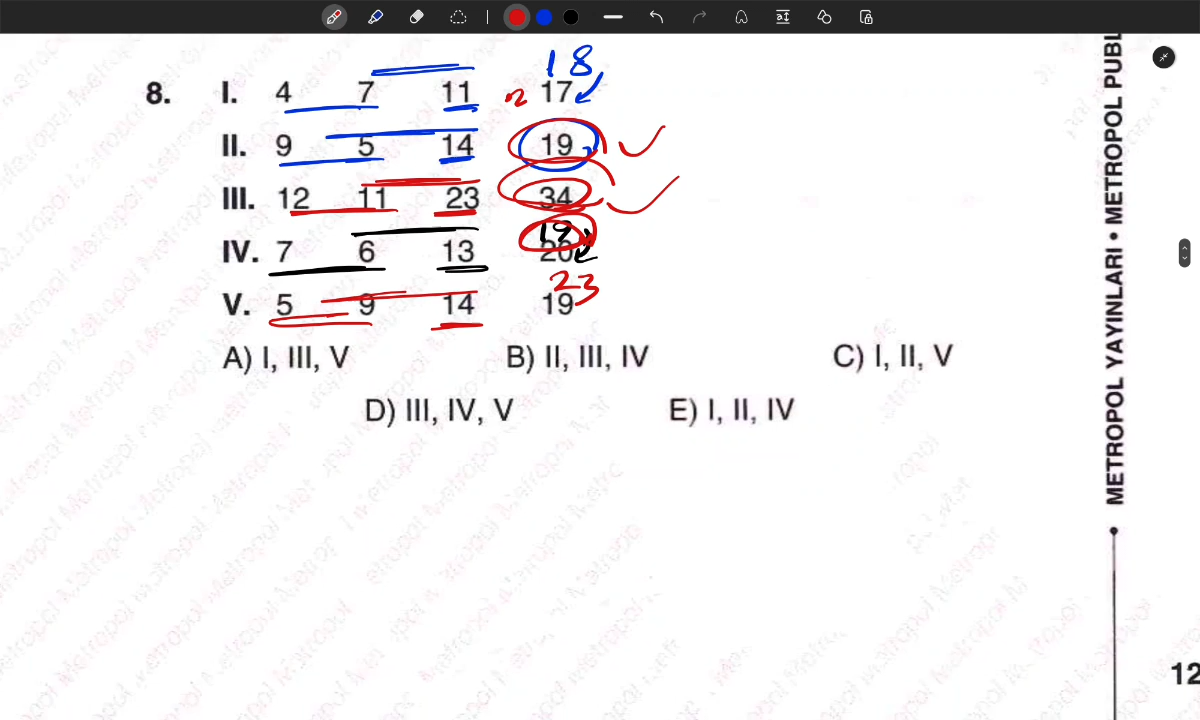 18
8. I. 4 7 11 17
II. 9 5 14 19
III. 12 11 23 34
19
IV. 7 6 13 20
23
V. 5 9 14 19
A) I, III, V B) II, III, IV C) I, II, V
D) III, IV, V E) I, II, IV
METROPOL YAYINLARI • METROPOL PUBL
12